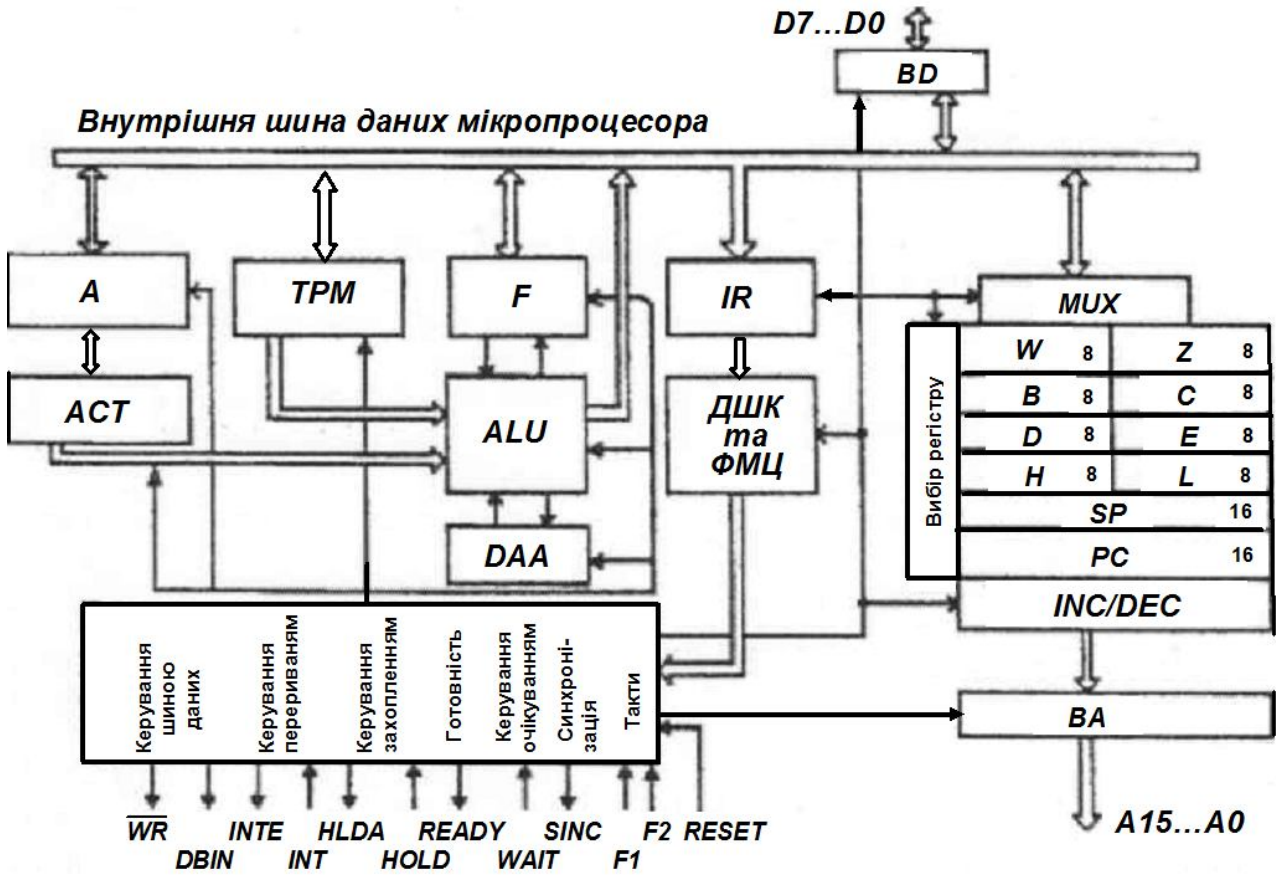 D7...D0
BD
Внутрішня шина даних мікропроцесора
A
TPM
F
IR
MUX
ACT
ALU
ДШК
та
ФМЦ
DAA
Вибір регістру
W 8 Z 8
B 8 C 8
D 8 E 8
H 8 L 8
SP 16
PC 16
INC/DEC
BA
A15...A0
Керування
шиною
даних
Керування
перериванням
Керування
захопленням
Готовність
Керування
очікуванням
Синхроні-
зація
Такти
WR
DBIN
INTE
INT
HLDA
HOLD
READY
WAIT
SINC
F1
F2
RESET